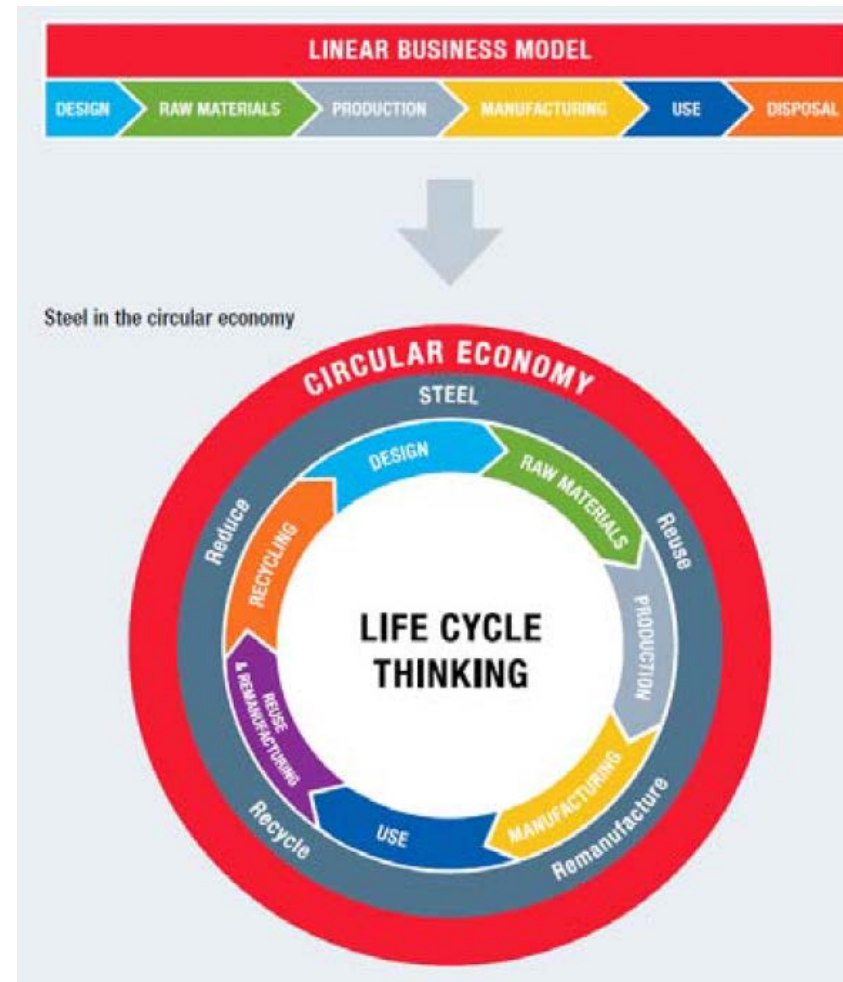 LINEAR BUSINESS MODEL
DESIGN RAW MATERIALS PRODUCTION MANUFACTURING USE DISPOSAL
Steel in the circular economy
CIRCULAR ECONOMY
STEEL
Reduce
Reuse
Remanufacture
Recycle
DESIGN
RAW MATERIALS
PRODUCTION
MANUFACTURING
USE
REUSE
& REMANUFACTURING
RECYCLING
LIFE CYCLE
THINKING